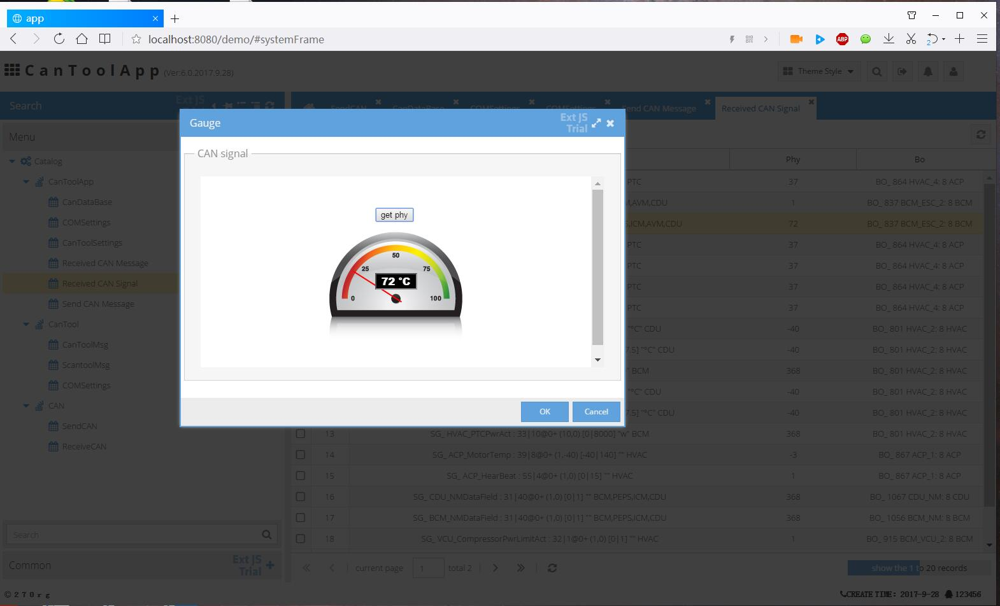 app
localhost:8080/demo/#systemFrame
ABP
2
CanToolApp (Ver:6.0.2017.9.28)
Theme Style
Search
Ext JS
SendCAN
CanDataBase
COMSettings
COMSettings
end CAN Message
Received CAN Signal
Gauge
Ext JS
Trial
Menu
CAN signal
Phy
Bo
Catalog
CanToolApp
CanDataBase
COMSettings
CanToolSettings
Received CAN Message
Received CAN Signal
Send CAN Message
CanTool
CanToolMsg
ScantoolMsg
COMSettings
CAN
SendCAN
ReceiveCAN
get phy
50
25
75
72 °C
0
100
OK
Cancel
PTC 37 BO_ 864 HVAC_4: 8 ACP
,AVM,CDU 1 BO_ 837 BCM_ESC_2: 8 BCM
,ICM,AVM,CDU 72 BO_ 837 BCM_ESC_2: 8 BCM
PTC 37 BO_ 864 HVAC_4: 8 ACP
PTC 37 BO_ 864 HVAC_4: 8 ACP
PTC 37 BO_ 864 HVAC_4: 8 ACP
PTC 37 BO_ 864 HVAC_4: 8 ACP
"°C" CDU -40 BO_ 801 HVAC_2: 8 HVAC
7.5] "°C" CDU -40 BO_ 801 HVAC_2: 8 HVAC
" BCM 368 BO_ 801 HVAC_2: 8 HVAC
"°C" CDU -40 BO_ 801 HVAC_2: 8 HVAC
7.5] "°C" CDU -40 BO_ 801 HVAC_2: 8 HVAC
13 SG_ HVAC_PTCPwrAct : 33|10@0+ (10,0) [0|8000] "w" BCM 368 BO_ 801 HVAC_2: 8 HVAC
14 SG_ ACP_MotorTemp : 39|8@0+ (1,-40) [-40|140] "" HVAC -3 BO_ 867 ACP_1: 8 ACP
15 SG_ ACP_HearBeat : 55|4@0+ (1,0) [0|15] "" HVAC 1 BO_ 867 ACP_1: 8 ACP
16 SG_ CDU_NMDataField : 31|40@0+ (1,0) [0|1] "" BCM,PEPS,ICM,CDU 368 BO_ 1067 CDU_NM: 8 CDU
17 SG_ BCM_NMDataField : 31|40@0+ (1,0) [0|1] "" BCM,PEPS,ICM,CDU 368 BO_ 1056 BCM_NM: 8 BCM
18 SG_ VCU_CompressorPwrLimitAct : 32|1@0+ (1,0) [0|1] "" HVAC 1 BO_ 915 BCM_VCU_2: 8 BCM
Search
Common
Ext JS
Trial
current page 1 total 2
show the 1 to 20 records
© 270rg
CREATE TIME: 2017-9-28 123456